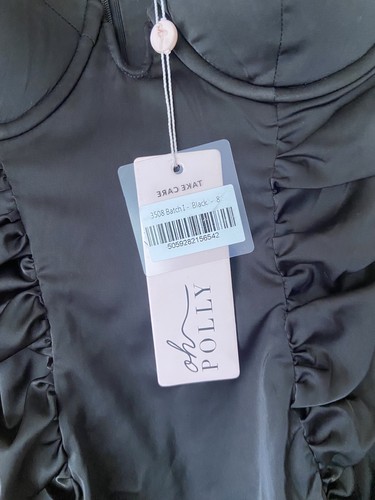 TAKE CARE
3508 Batch1 - Black - 8
5059282156542
oh
POLLY